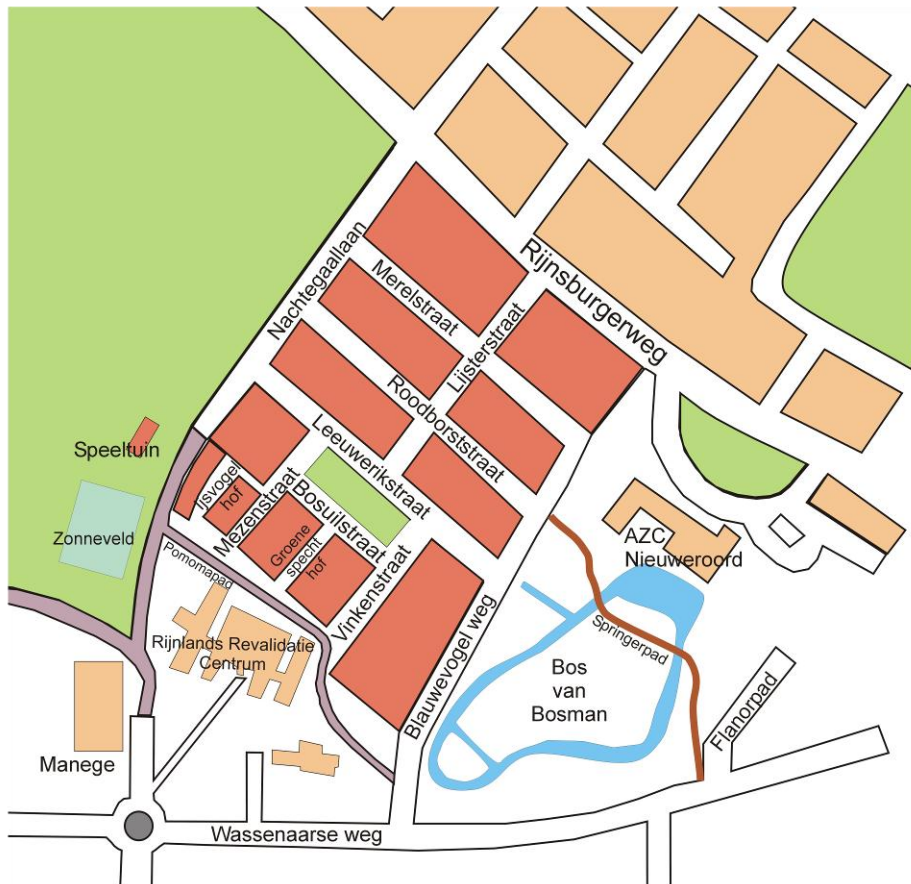 Rijnsburgerweg
Nachtegaallaan
Merelstraat
Lijsterstraat
Roodborststraat
Leeuwerikstraat
Speeltuin
Ijsvogel
hof
Mezenstraat
Bosuilstraat
Groene
specht
hof
Zonneveld
Pomonapad
Vinkenstraat
AZC
Nieuweroord
Springerpad
Rijnlands Revalidatie
Centrum
Blauwevogel weg
Bos
van
Bosman
Flanorpad
Manege
Wassenaarse weg